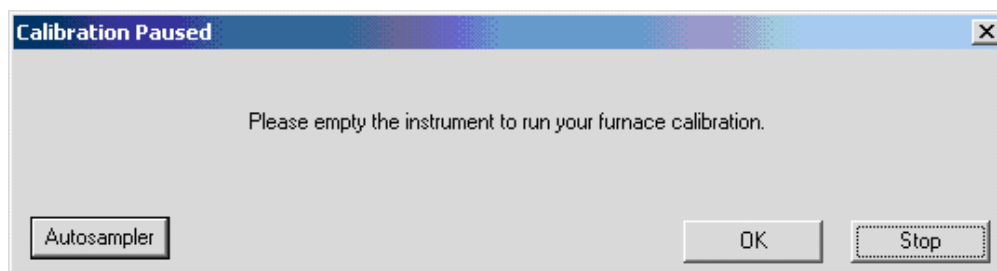 Calibration Paused
Please empty the instrument to run your furnace calibration.
Autosampler
OK
Stop